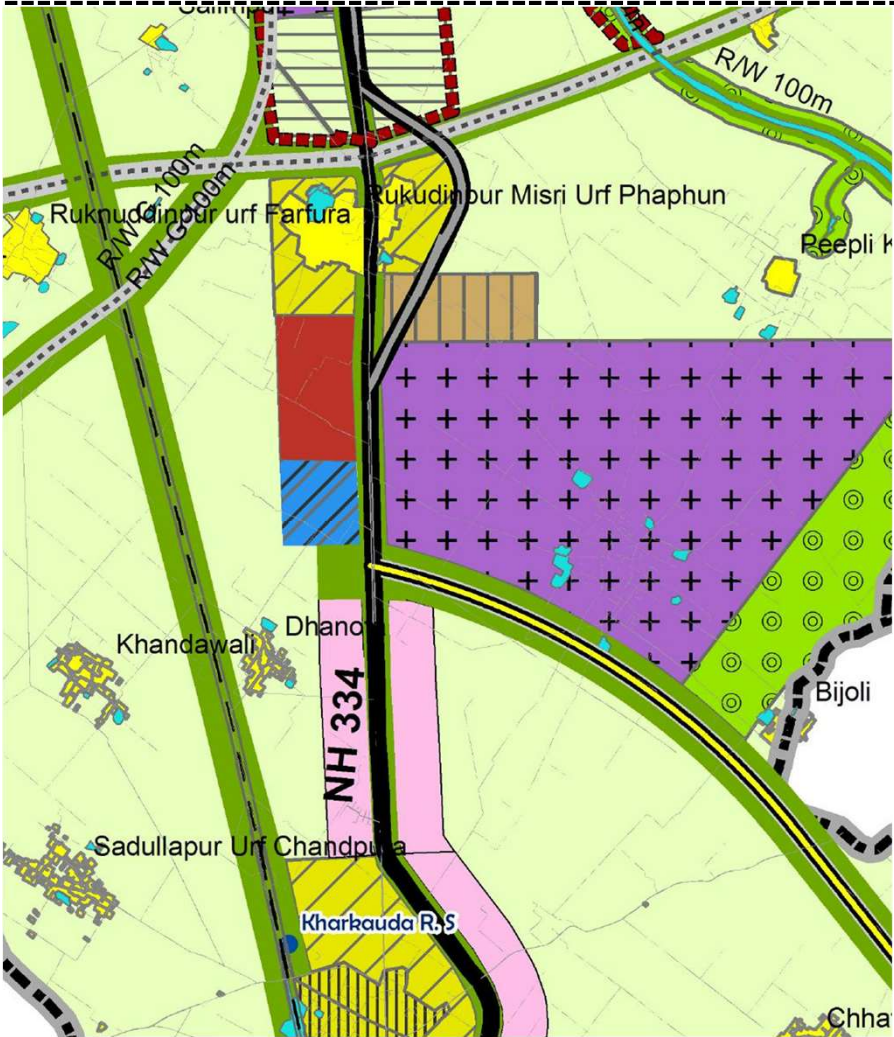 R/W 100m
Rukudinpur Misri Urf Phaphun
Ruknuddinpur urf Farfura
R/W G 100m
R/W G 100m
Peepli K
Dhano
Khandawali
Bijoli
NH 334
Sadullapur Urf Chandpura
Kharkauda R. S
Chha